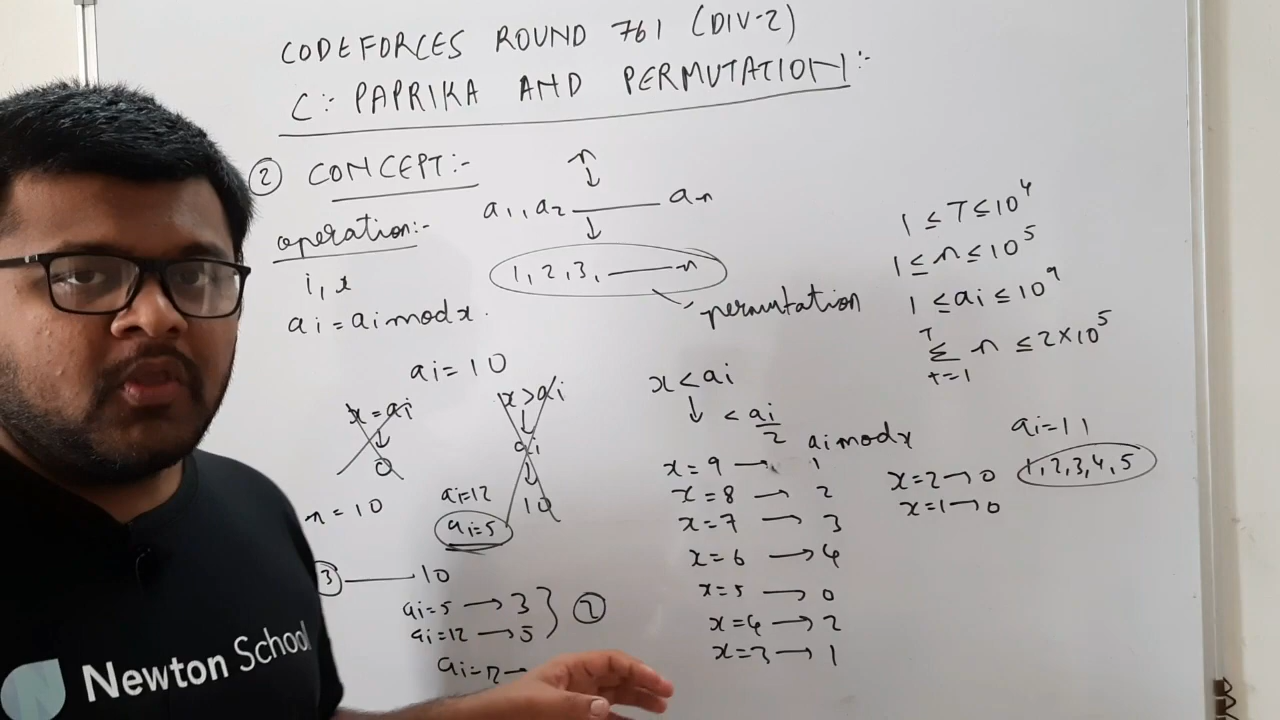 CODEFORCES ROUND 761 (DIV-2)
C:- PAPRIKA AND PERMUTATION:-
② CONCEPT:-
n
↓
a1, a2 ——— an
↓
1, 2, 3, ——— n
permutation
operation:-
i, x
ai = ai mod x.
1 ≤ T ≤ 10^4
1 ≤ n ≤ 10^5
1 ≤ ai ≤ 10^9
T
Σ n ≤ 2×10^5
t=1
ai = 10
x = ai
↓
0
x > ai
↓
ai
↓
10
n = 10
ai=12
ai=5
③ ——— 10
ai=5 → 3
ai=12 → 5
②
ai=12 →
x < ai
↓ < ai/2
ai mod x
x=9 → 1
x=8 → 2
x=7 → 3
x=6 → 4
x=5 → 0
x=4 → 2
x=3 → 1
x=2 → 0
x=1 → 0
ai=11
1, 2, 3, 4, 5
Newton School